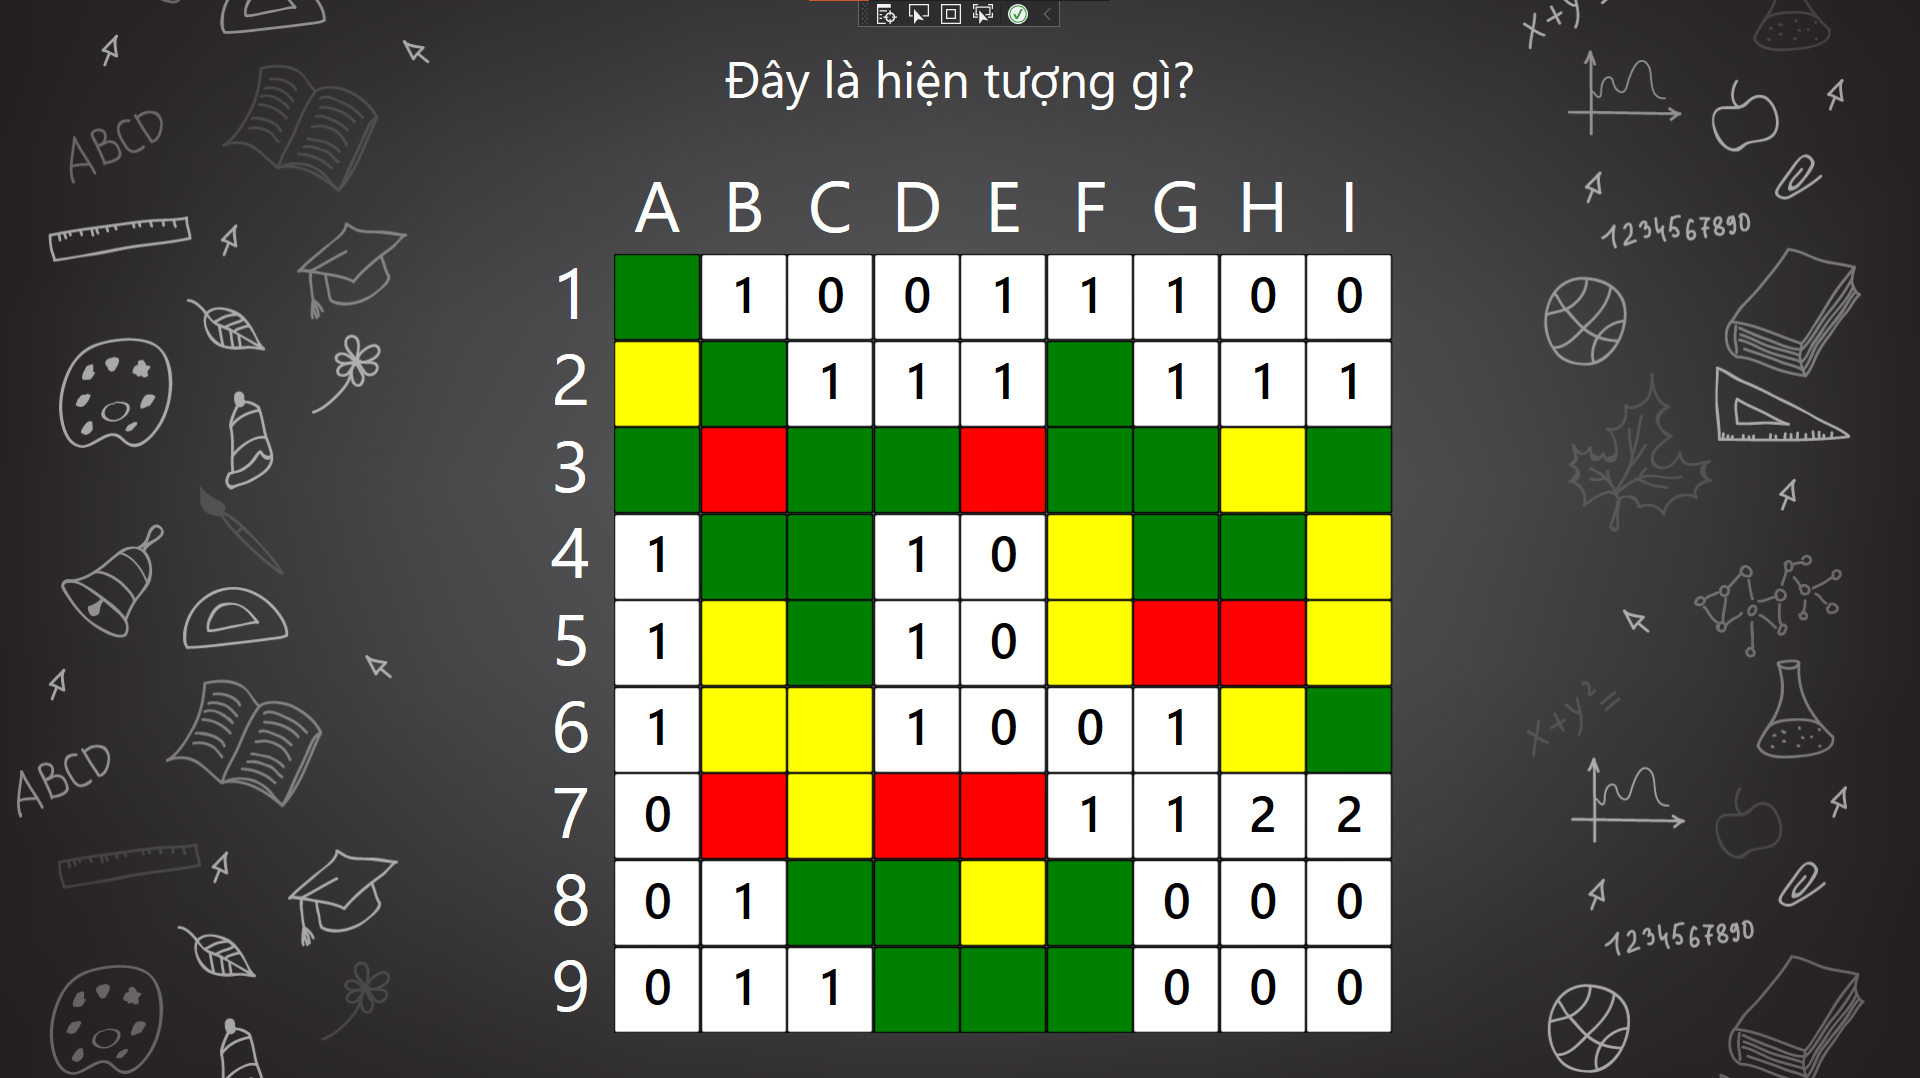 Đây là hiện tượng gì?
A B C D E F G H I
1 1 0 0 1 1 1 0 0
2 1 1 1 1 1 1
3
4 1 1 0
5 1 1 0
6 1 1 0 0 1
7 0 1 1 2 2
8 0 1 0 0 0
9 0 1 1 0 0 0
ABCD
ABCD
x+y²=
1234567890
x+y²=
1234567890